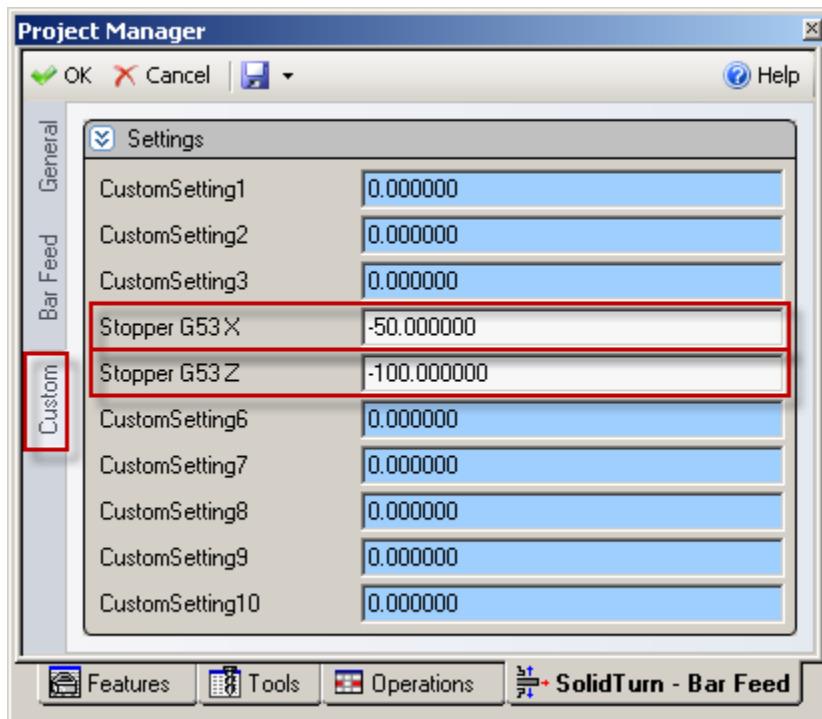 Project Manager
OK Cancel Help
General
Bar Feed
Custom
Settings
CustomSetting1 0.000000
CustomSetting2 0.000000
CustomSetting3 0.000000
Stopper G53 X -50.000000
Stopper G53 Z -100.000000
CustomSetting6 0.000000
CustomSetting7 0.000000
CustomSetting8 0.000000
CustomSetting9 0.000000
CustomSetting10 0.000000
Features Tools Operations SolidTurn - Bar Feed